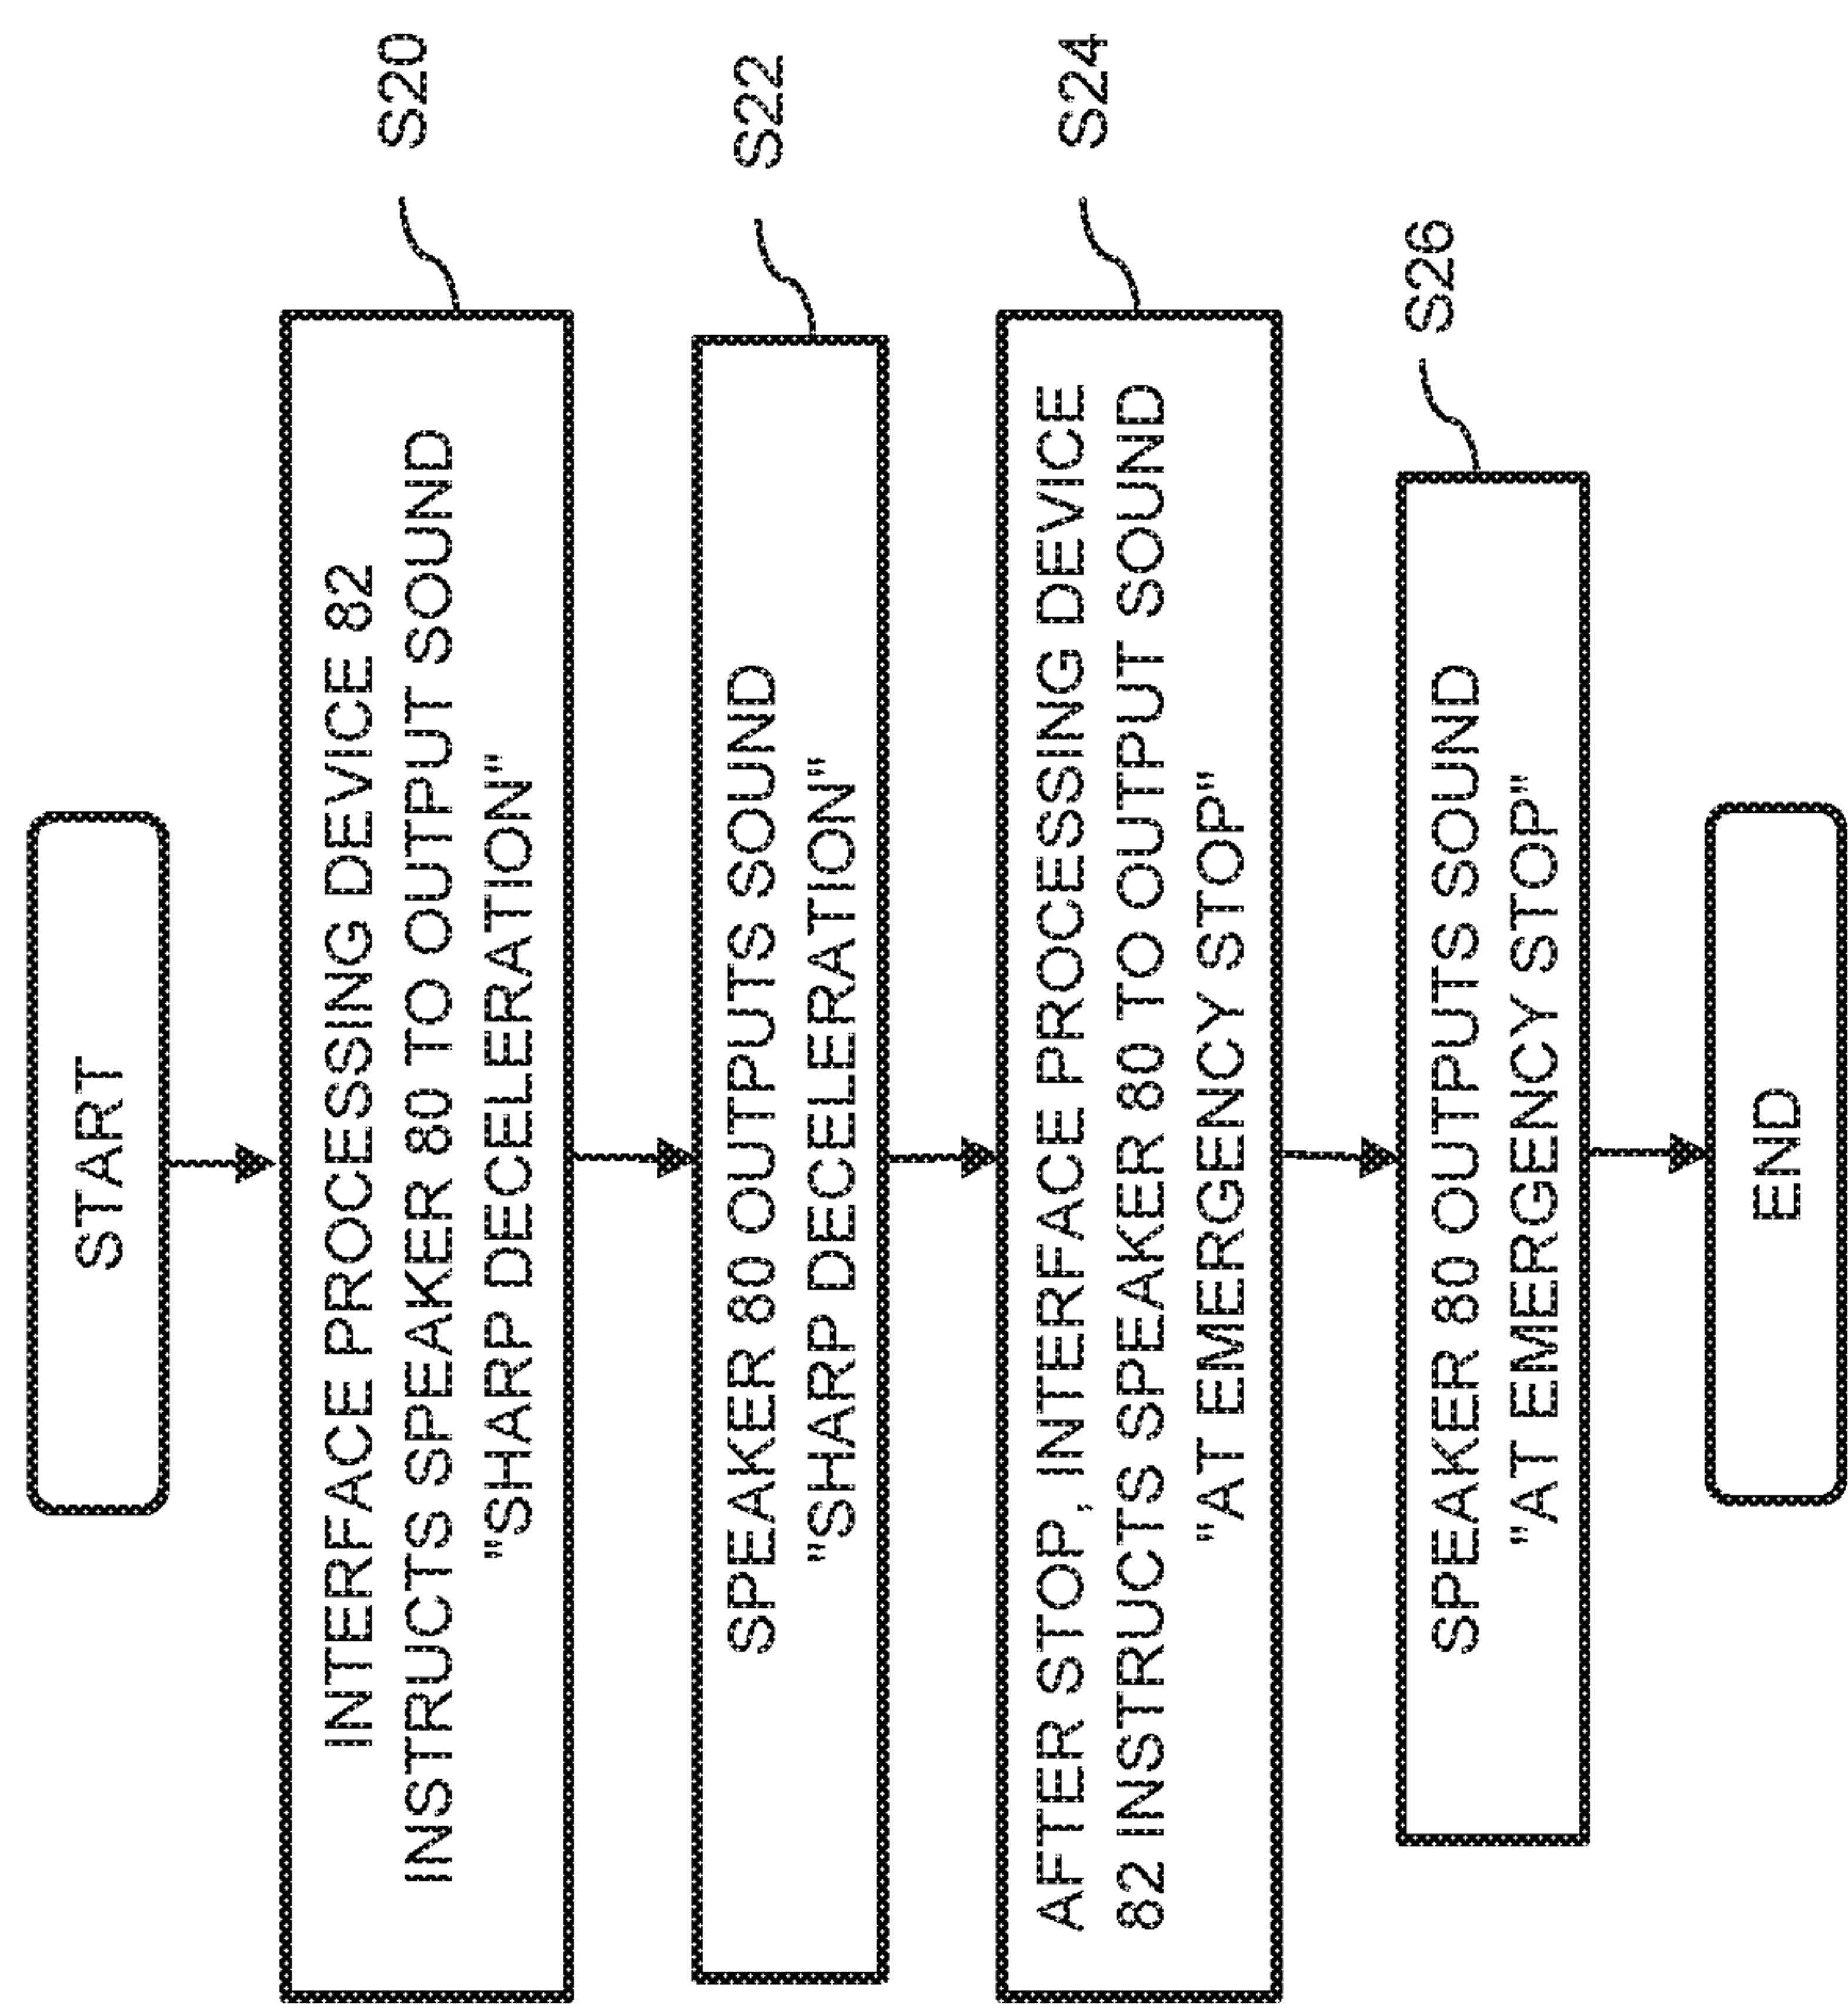 START
INTERFACE PROCESSING DEVICE 82
INSTRUCTS SPEAKER 80 TO OUTPUT SOUND
"SHARP DECELERATION"
S20
SPEAKER 80 OUTPUTS SOUND
"SHARP DECELERATION"
S22
AFTER STOP, INTERFACE PROCESSING DEVICE
82 INSTRUCTS SPEAKER 80 TO OUTPUT SOUND
"AT EMERGENCY STOP"
S24
SPEAKER 80 OUTPUTS SOUND
"AT EMERGENCY STOP"
S26
END